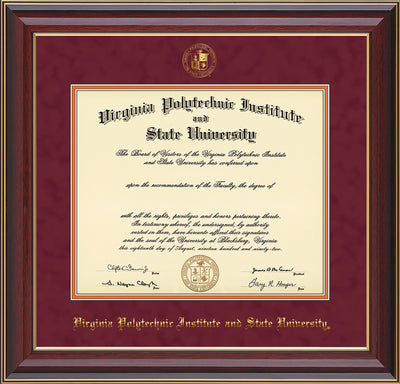 Virginia Polytechnic Institute
and
State University
The Board of Visitors of the Virginia Polytechnic Institute
and State University has conferred upon
upon the recommendation of the Faculty, the degree of
with all the rights, privileges and honors pertaining thereto.
In testimony whereof, the undersigned, by authority
vested in them, have hereunto affixed their signatures
and the seal of the University at Blacksburg, Virginia
this eighteenth day of August, nineteen hundred and ninety-two.
Virginia Polytechnic Institute and State University